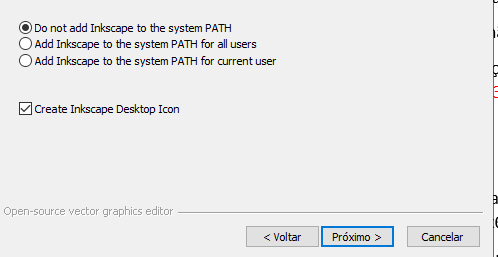 Do not add Inkscape to the system PATH
Add Inkscape to the system PATH for all users
Add Inkscape to the system PATH for current user
Create Inkscape Desktop Icon
Open-source vector graphics editor
< Voltar
Próximo >
Cancelar